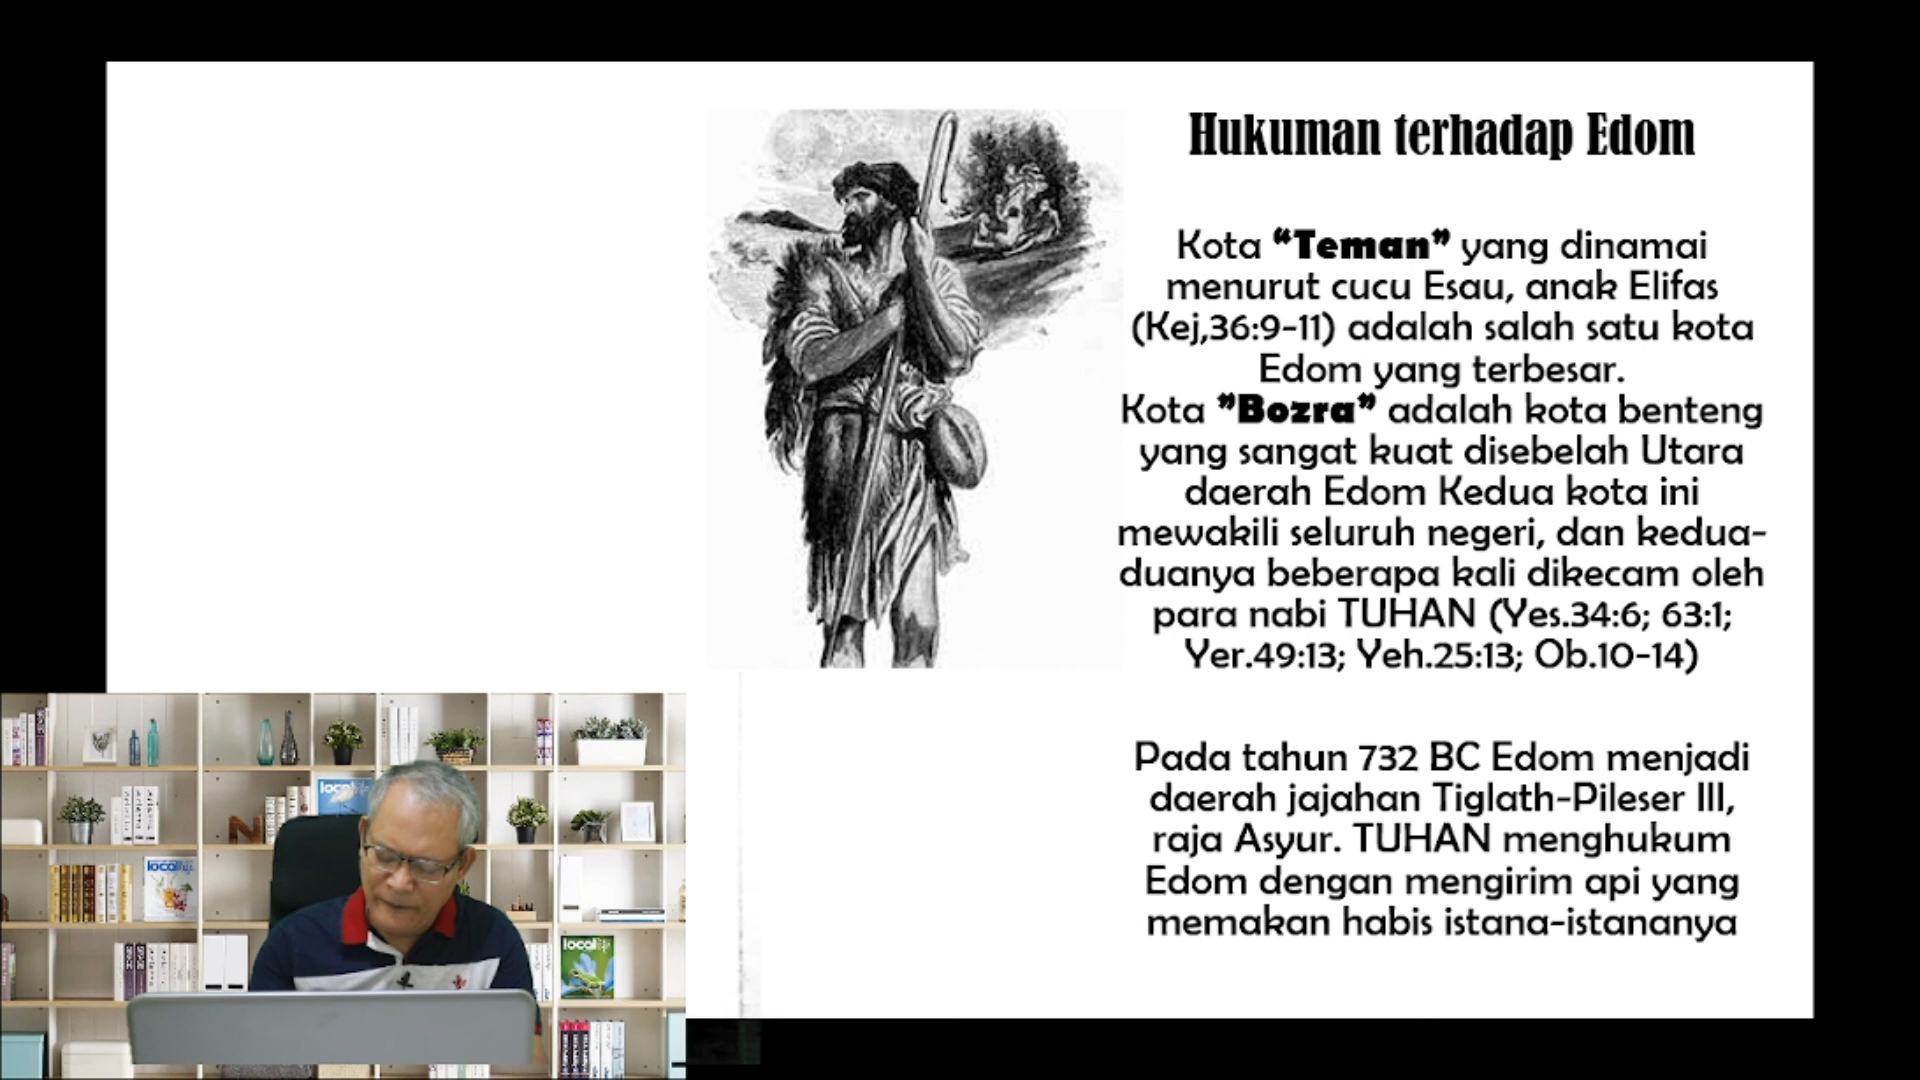 Hukuman terhadap Edom
Kota “Teman” yang dinamai
menurut cucu Esau, anak Elifas
(Kej,36:9-11) adalah salah satu kota
Edom yang terbesar.
Kota ”Bozra” adalah kota benteng
yang sangat kuat disebelah Utara
daerah Edom Kedua kota ini
mewakili seluruh negeri, dan kedua-
duanya beberapa kali dikecam oleh
para nabi TUHAN (Yes.34:6; 63:1;
Yer.49:13; Yeh.25:13; Ob.10-14)
Pada tahun 732 BC Edom menjadi
daerah jajahan Tiglath-Pileser III,
raja Asyur. TUHAN menghukum
Edom dengan mengirim api yang
memakan habis istana-istananya
local
local
local